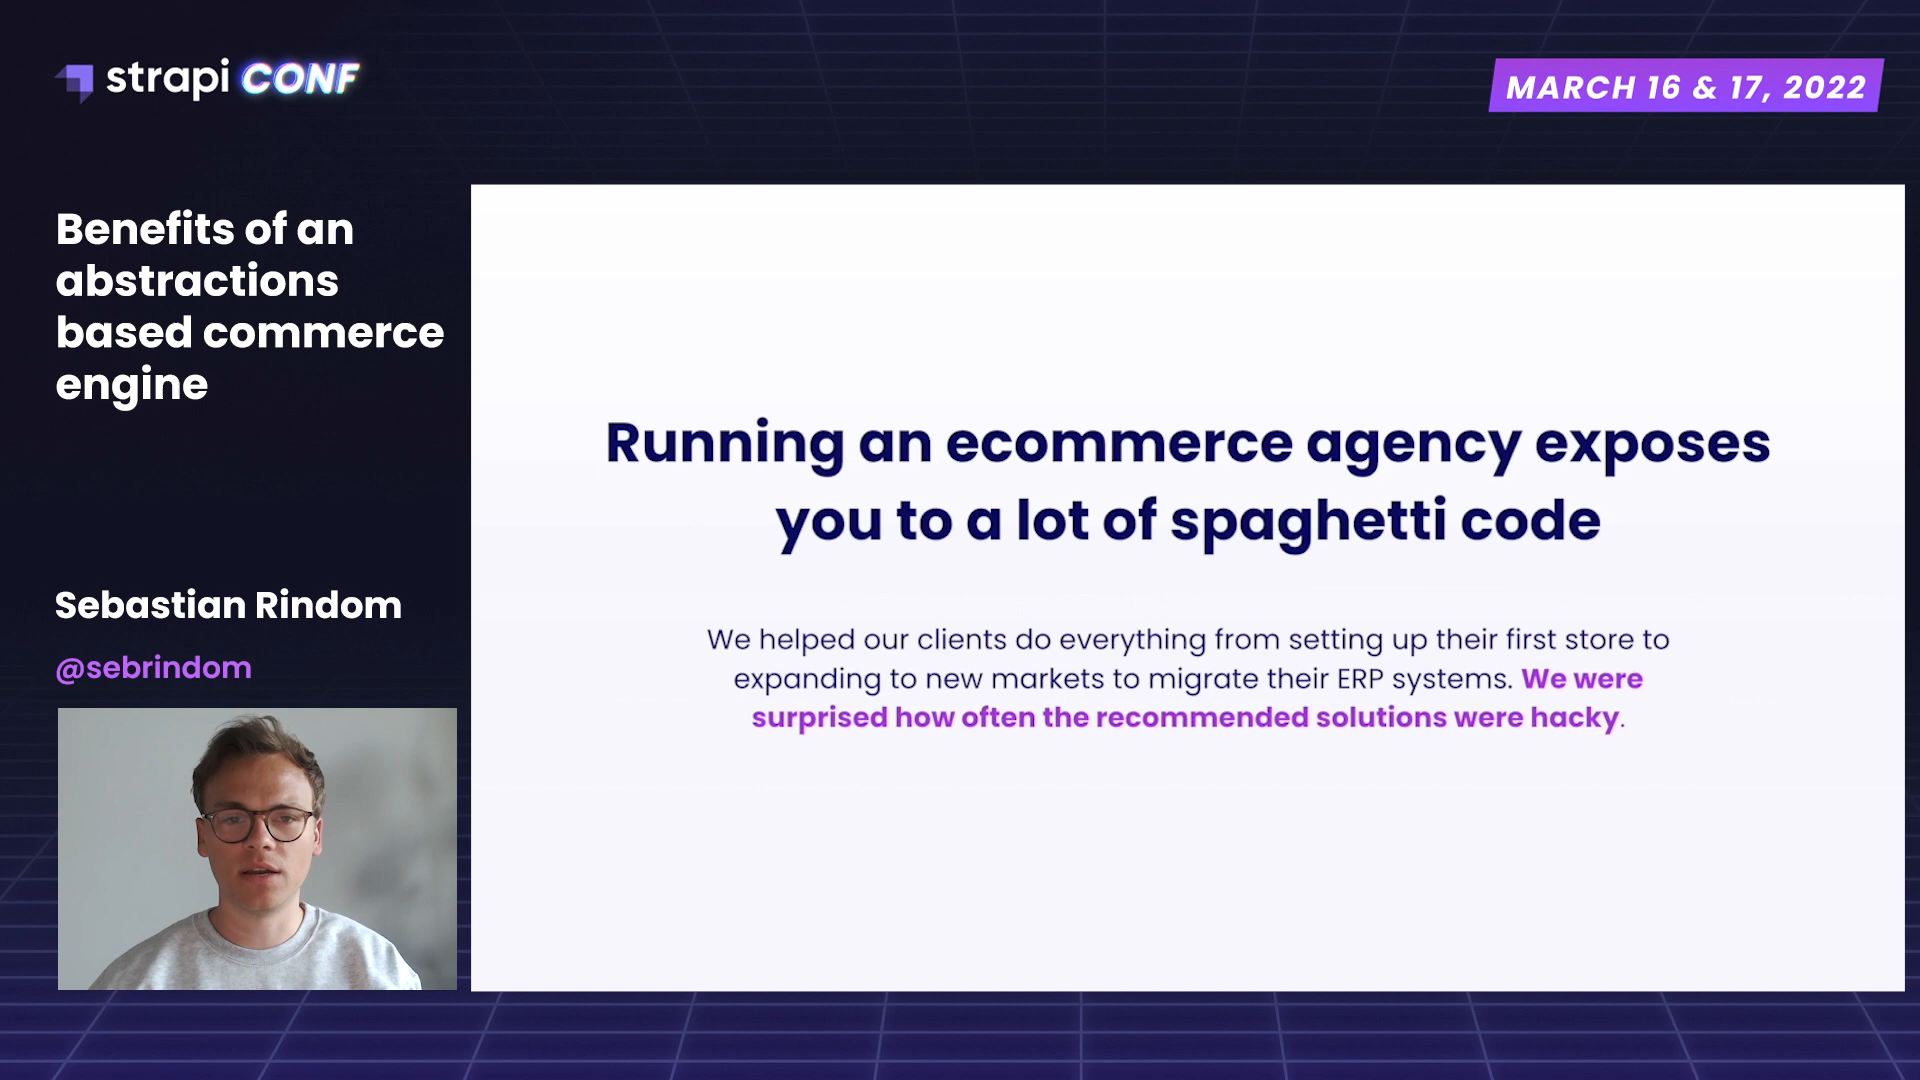 strapi CONF
MARCH 16 & 17, 2022
Benefits of an
abstractions
based commerce
engine
Sebastian Rindom
@sebrindom
Running an ecommerce agency exposes
you to a lot of spaghetti code
We helped our clients do everything from setting up their first store to
expanding to new markets to migrate their ERP systems. We were
surprised how often the recommended solutions were hacky.